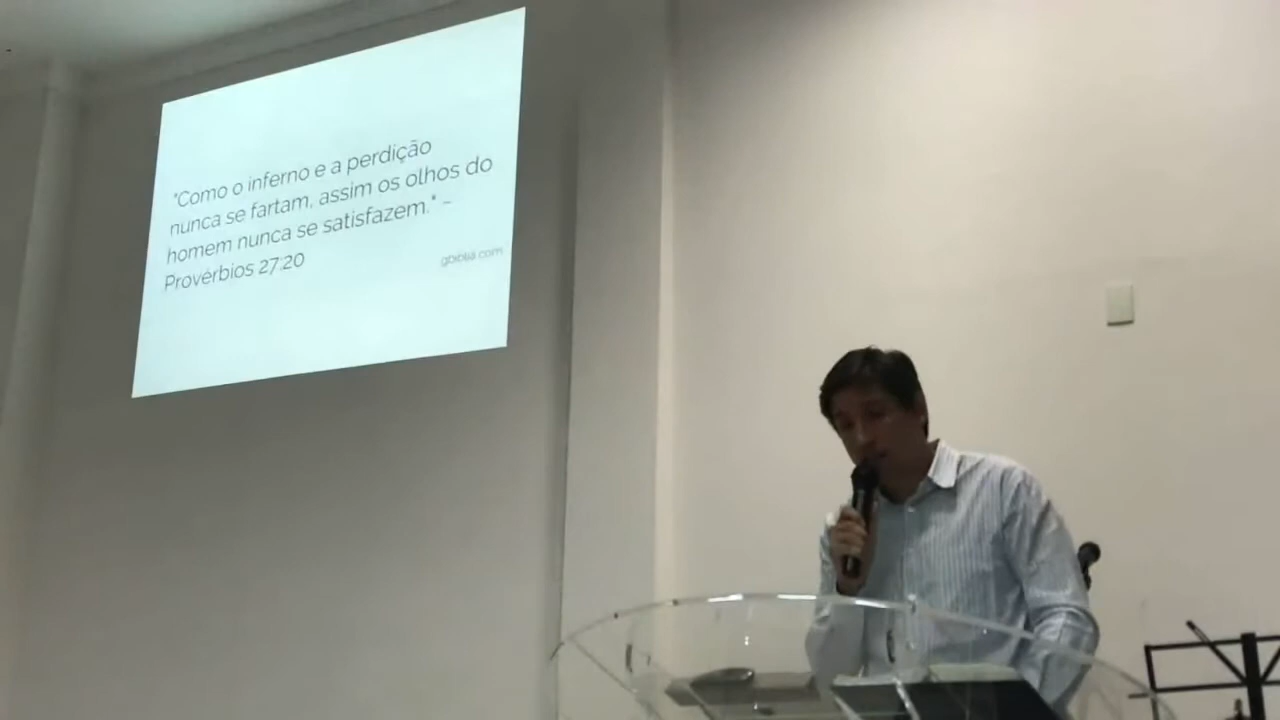 "Como o inferno e a perdição
nunca se fartam, assim os olhos do
homem nunca se satisfazem." -
Provérbios 27:20
gbiblia.com